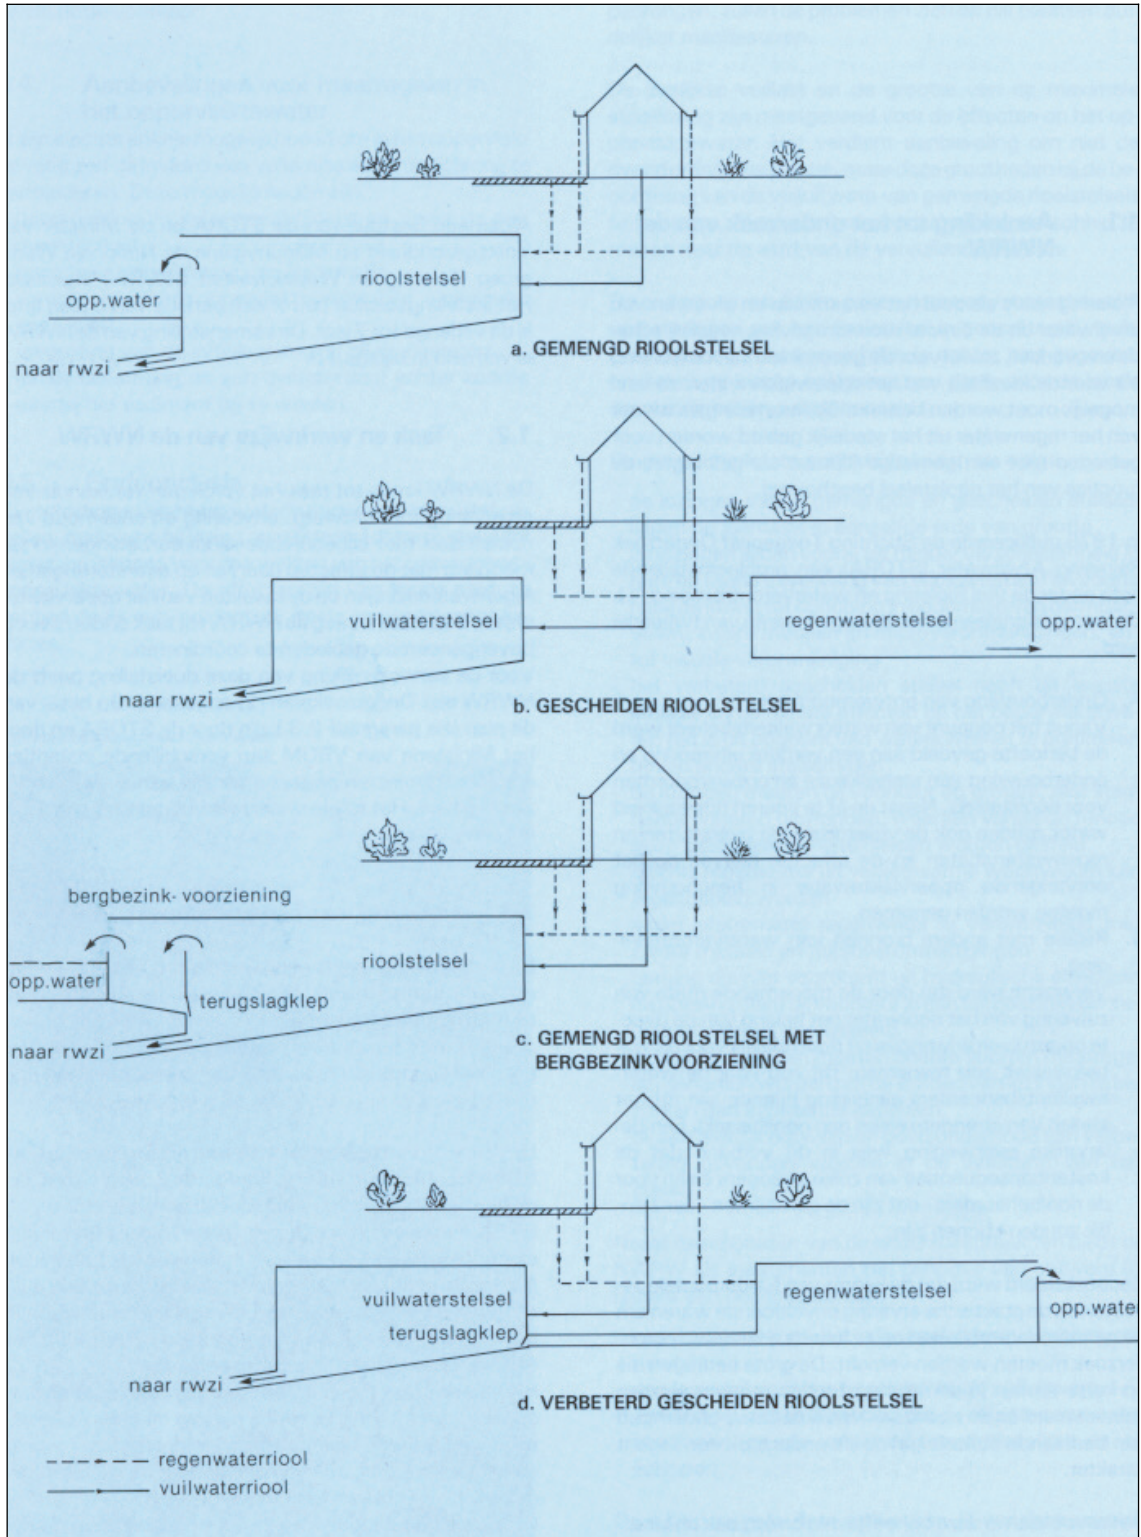 rioolstelsel
opp.water
a. GEMENGD RIOOLSTELSEL
naar rwzi
vuilwaterstelsel
regenwaterstelsel
opp.water
naar rwzi
b. GESCHEIDEN RIOOLSTELSEL
bergbezink- voorziening
rioolstelsel
opp.water
terugslagklep
naar rwzi
c. GEMENGD RIOOLSTELSEL MET
BERGBEZINKVOORZIENING
vuilwaterstelsel
regenwaterstelsel
opp.wate
terugslagklep
naar rwzi
d. VERBETERD GESCHEIDEN RIOOLSTELSEL
regenwaterriool
vuilwaterriool